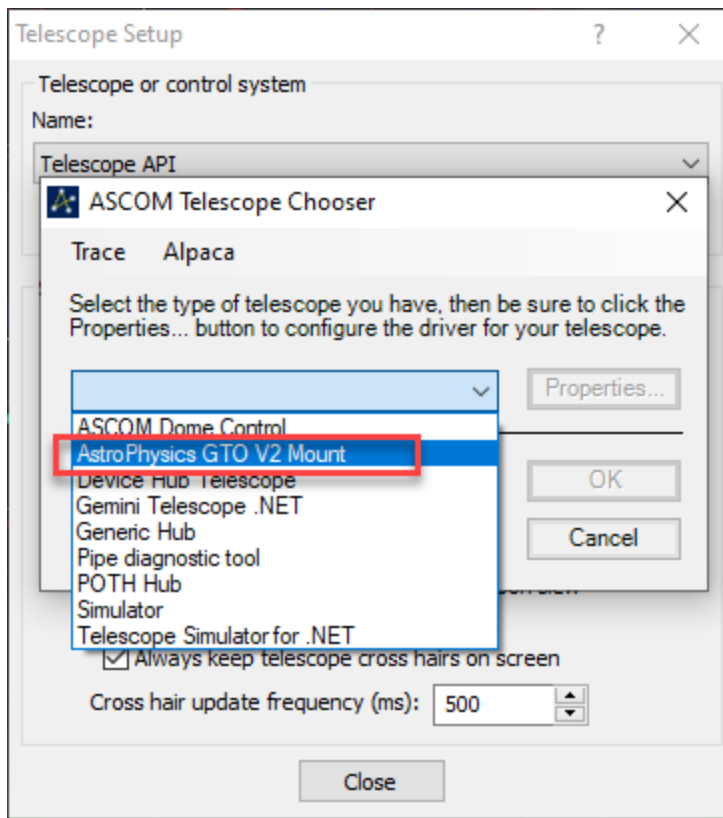 Telescope Setup
Telescope or control system
Name:
Telescope API
ASCOM Telescope Chooser
Trace Alpaca
Select the type of telescope you have, then be sure to click the
Properties... button to configure the driver for your telescope.
Properties...
ASCOM Dome Control
AstroPhysics GTO V2 Mount
Device Hub Telescope
Gemini Telescope .NET
Generic Hub
Pipe diagnostic tool
POTH Hub
Simulator
Telescope Simulator for .NET
OK
Cancel
Always keep telescope cross hairs on screen
Cross hair update frequency (ms): 500
Close